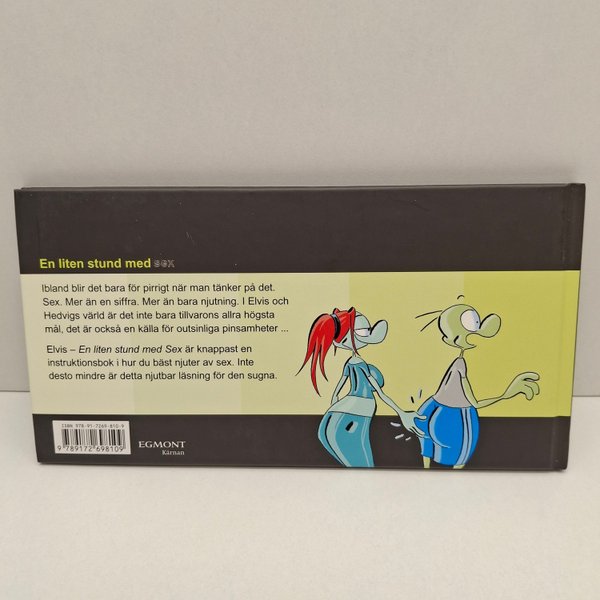 En liten stund med SEX
Ibland blir det bara för pirrigt när man tänker på det.
Sex. Mer än en siffra. Mer än bara njutning. I Elvis och
Hedvigs värld är det inte bara tillvarons allra högsta
mål, det är också en källa för outsinliga pinsamheter ...
Elvis – En liten stund med Sex är knappast en
instruktionsbok i hur du bäst njuter av sex. Inte
desto mindre är detta njutbar läsning för den sugna.
ISBN 978-91-7269-810-9
9 789172 698109
EGMONT
Kärnan